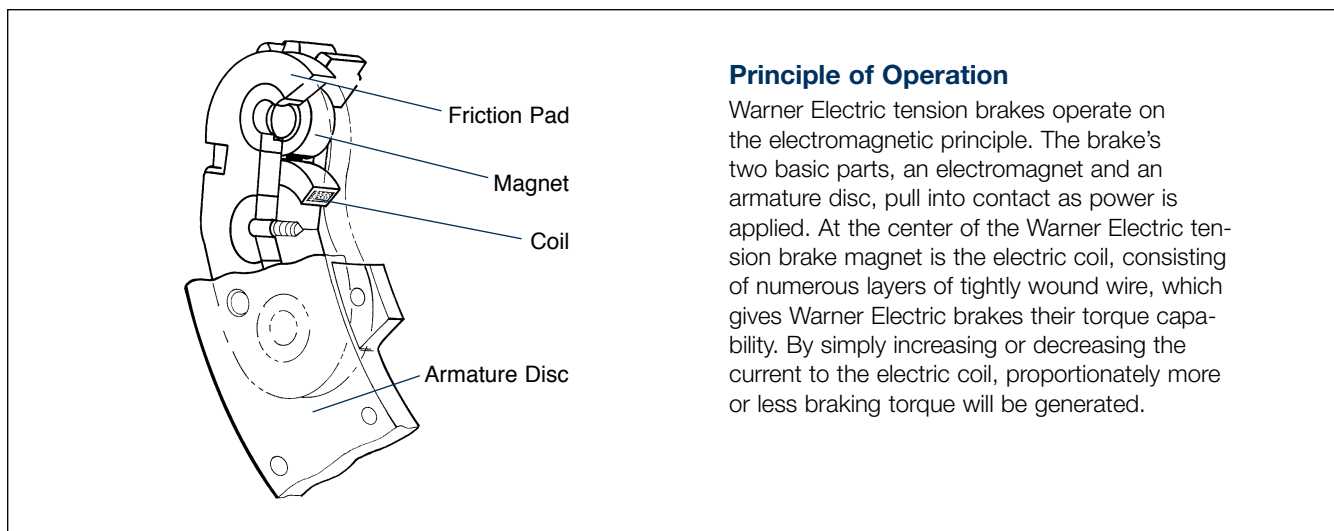 Friction Pad
Magnet
Coil
Armature Disc
Principle of Operation
Warner Electric tension brakes operate on
the electromagnetic principle. The brake’s
two basic parts, an electromagnet and an
armature disc, pull into contact as power is
applied. At the center of the Warner Electric ten-
sion brake magnet is the electric coil, consisting
of numerous layers of tightly wound wire, which
gives Warner Electric brakes their torque capa-
bility. By simply increasing or decreasing the
current to the electric coil, proportionately more
or less braking torque will be generated.